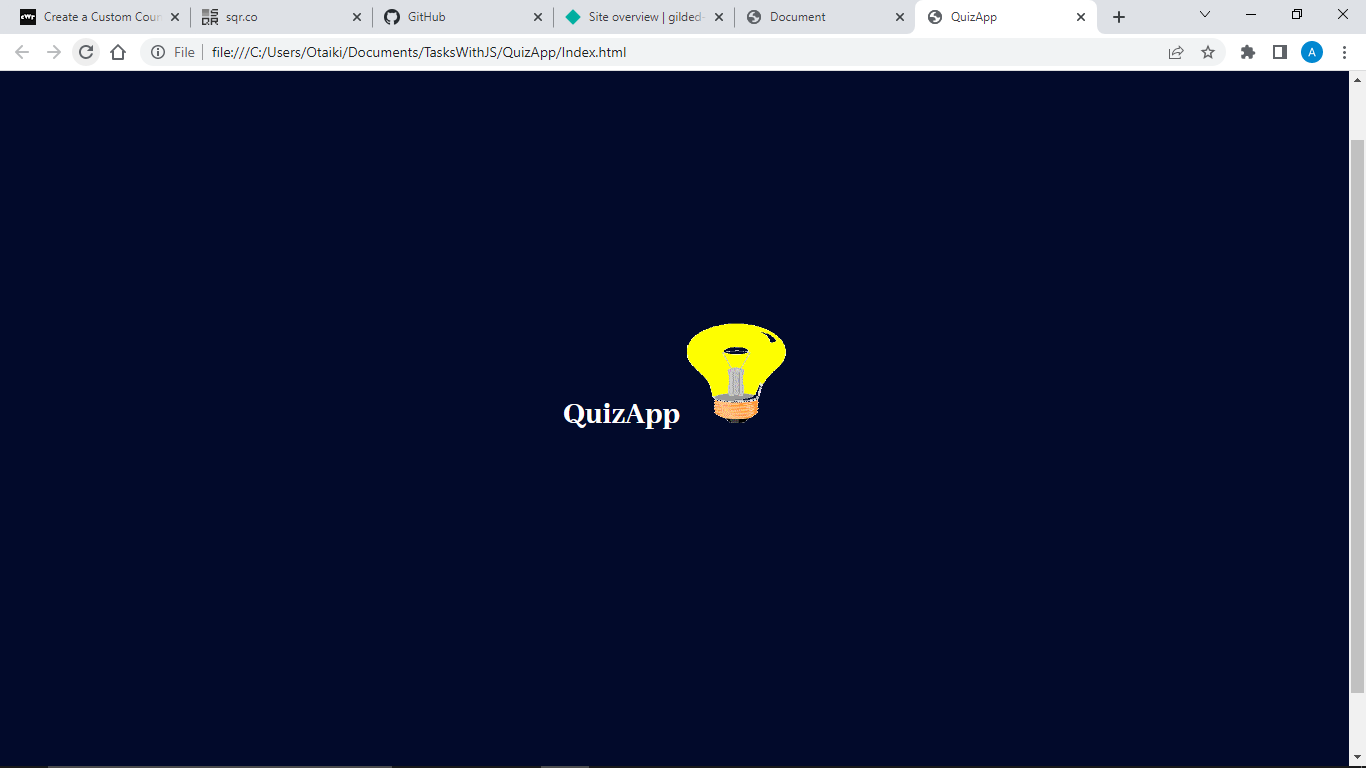 Create a Custom Coun
sqr.co
GitHub
Site overview | gilded-
Document
QuizApp
File
file:///C:/Users/Otaiki/Documents/TasksWithJS/QuizApp/Index.html
A
QuizApp